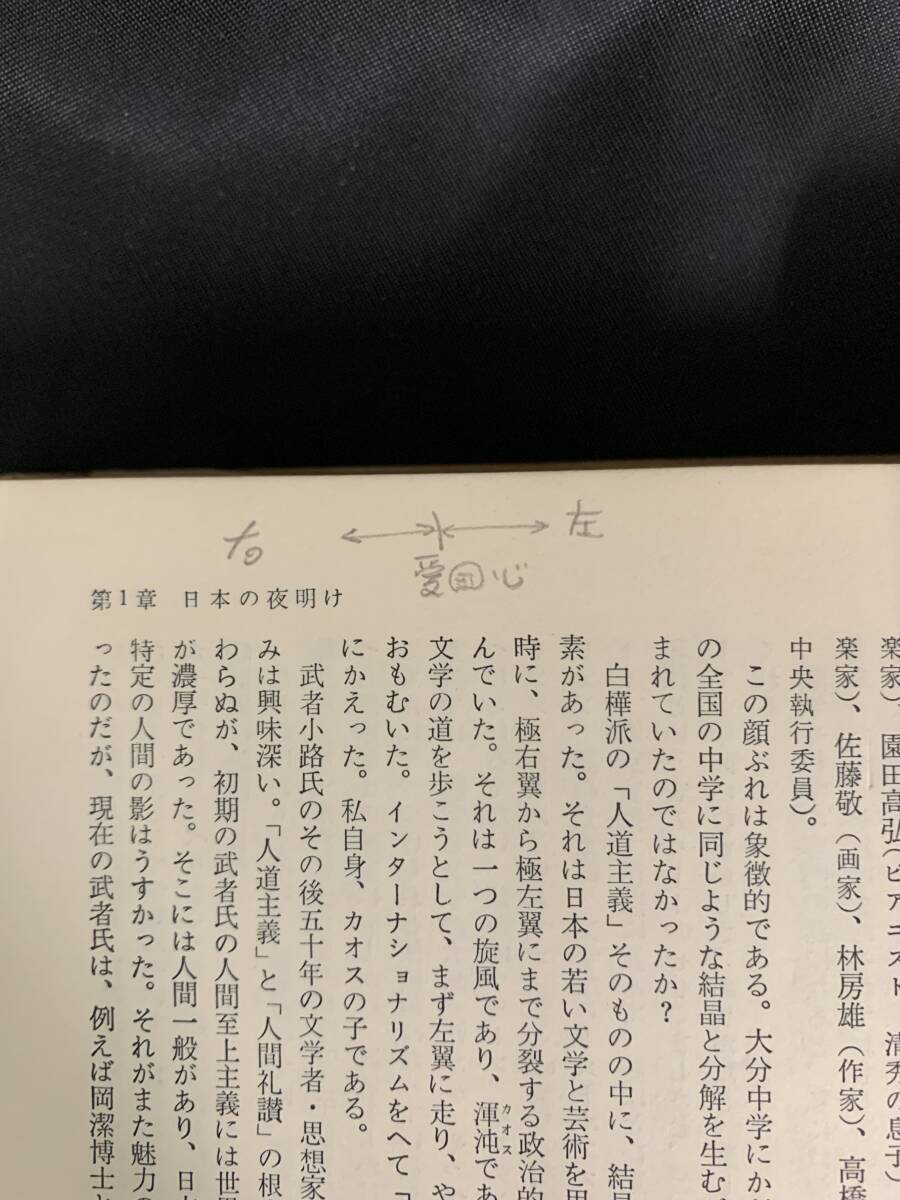 右 ←→ 左
愛国心
第1章 日本の夜明け
楽家)、園田高弘(ピアニスト
楽家)、佐藤敬(画家)、林房雄(作家)、高橋
中央執行委員)。
この顔ぶれは象徴的である。大分中学にか
の全国の中学に同じような結晶と分解を生む
まれていたのではなかったか?
白樺派の「人道主義」そのものの中に、結
素があった。それは日本の若い文学と芸術を思
時に、極右翼から極左翼にまで分裂する政治的
んでいた。それは一つの旋風であり、渾沌であ
カオス
文学の道を歩こうとして、まず左翼に走り、や
おもむいた。インターナショナリズムをへて「
にかえった。私自身、カオスの子である。
武者小路氏のその後五十年の文学者・思想家
みは興味深い。「人道主義」と「人間礼讃」の根
わらぬが、初期の武者氏の人間至上主義には世
が濃厚であった。そこには人間一般があり、日
特定の人間の影はうすかった。それがまた魅力の
ったのだが、現在の武者氏は、例えば岡潔博士と